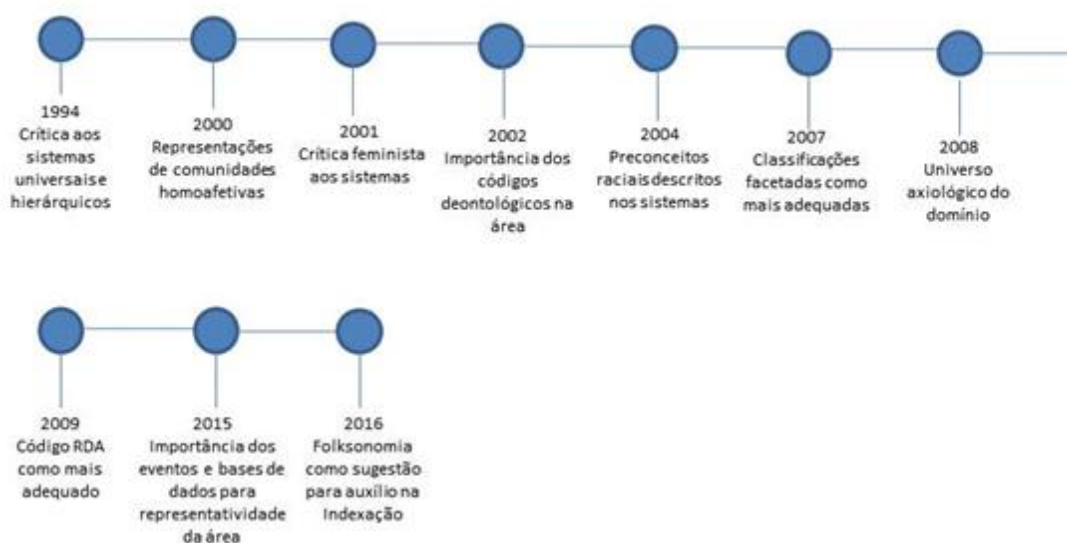 1994
Crítica aos
sistemas
universais e
hierárquicos
2000
Representações
de comunidades
homoafetivas
2001
Crítica feminista
aos sistemas
2002
Importância dos
códigos
deontológicos na
área
2004
Preconceitos
raciais descritos
nos sistemas
2007
Classificações
facetadas como
mais adequadas
2008
Universo
axiológico do
domínio
2009
Código RDA
como mais
adequado
2015
Importância dos
eventos e bases de
dados para
representatividade
da área
2016
Folksonomia
como sugestão
para auxílio na
Indexação